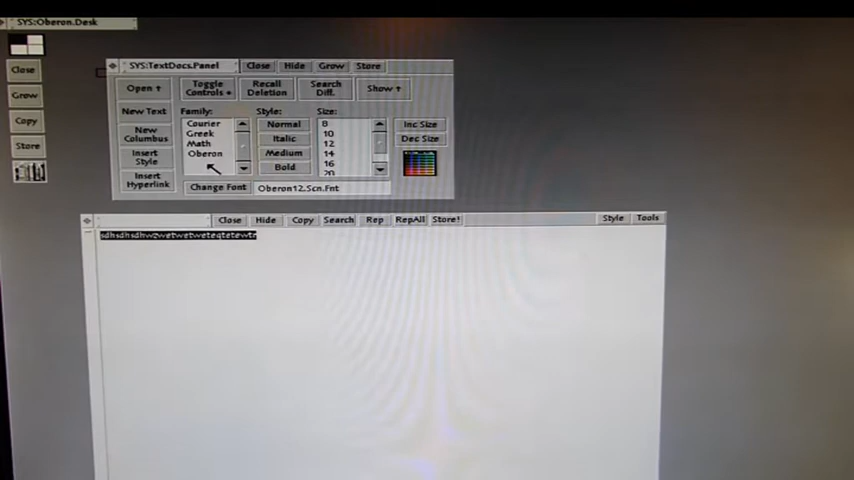 SYS:Oberon.Desk
Close
Grow
Copy
Store
SYS:TextDocs.Panel Close Hide Grow Store
Open ↑ Toggle Controls • Recall Deletion Search Diff. Show ↑
New Text
New Columbus
Insert Style
Insert Hyperlink
Family: Style: Size:
Courier
Greek
Math
Oberon
Normal
Italic
Medium
Bold
8
10
12
14
16
20
Inc Size
Dec Size
Change Font Oberon12.Scn.Fnt
Close Hide Copy Search Rep RepAll Store! Style Tools